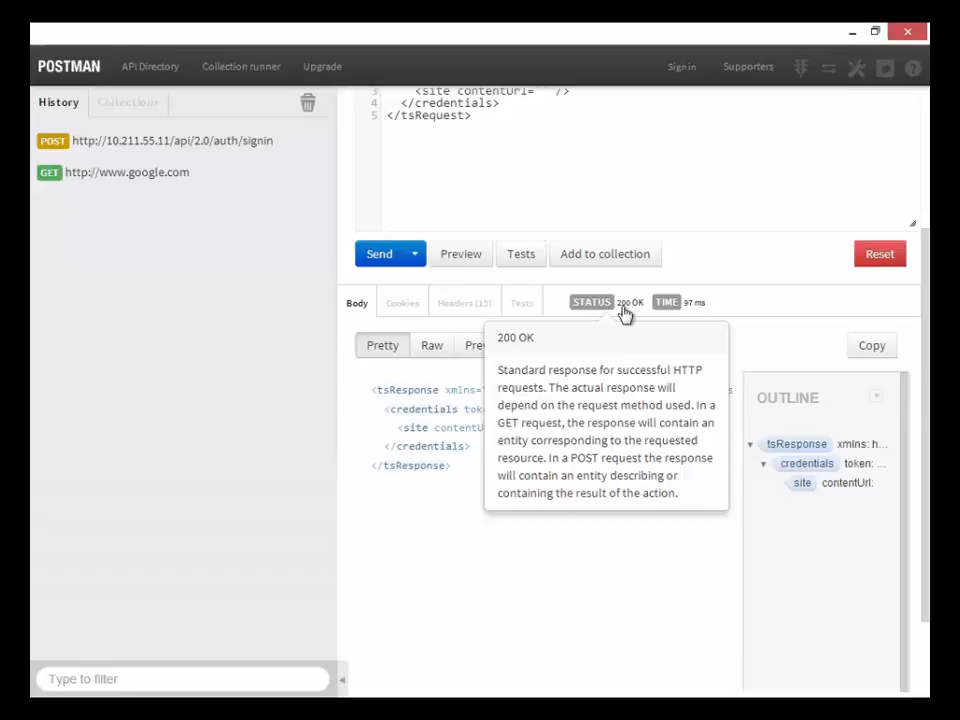 POSTMAN API Directory Collection runner Upgrade Sign in Supporters
History Collections
POST http://10.211.55.11/api/2.0/auth/signin
GET http://www.google.com
3 <site contentUrl="" />
4 </credentials>
5 </tsRequest>
Send Preview Tests Add to collection Reset
Body Cookies Headers (15) Tests STATUS 200 OK TIME 97 ms
Pretty Raw Copy
200 OK
Standard response for successful HTTP
requests. The actual response will
depend on the request method used. In a
GET request, the response will contain an
entity corresponding to the requested
resource. In a POST request the response
will contain an entity describing or
containing the result of the action.
<tsResponse xmlns="
<credentials
<site
</credentials>
</tsResponse>
OUTLINE
tsResponse xmlns: h...
credentials token: ...
site contentUrl:
Type to filter